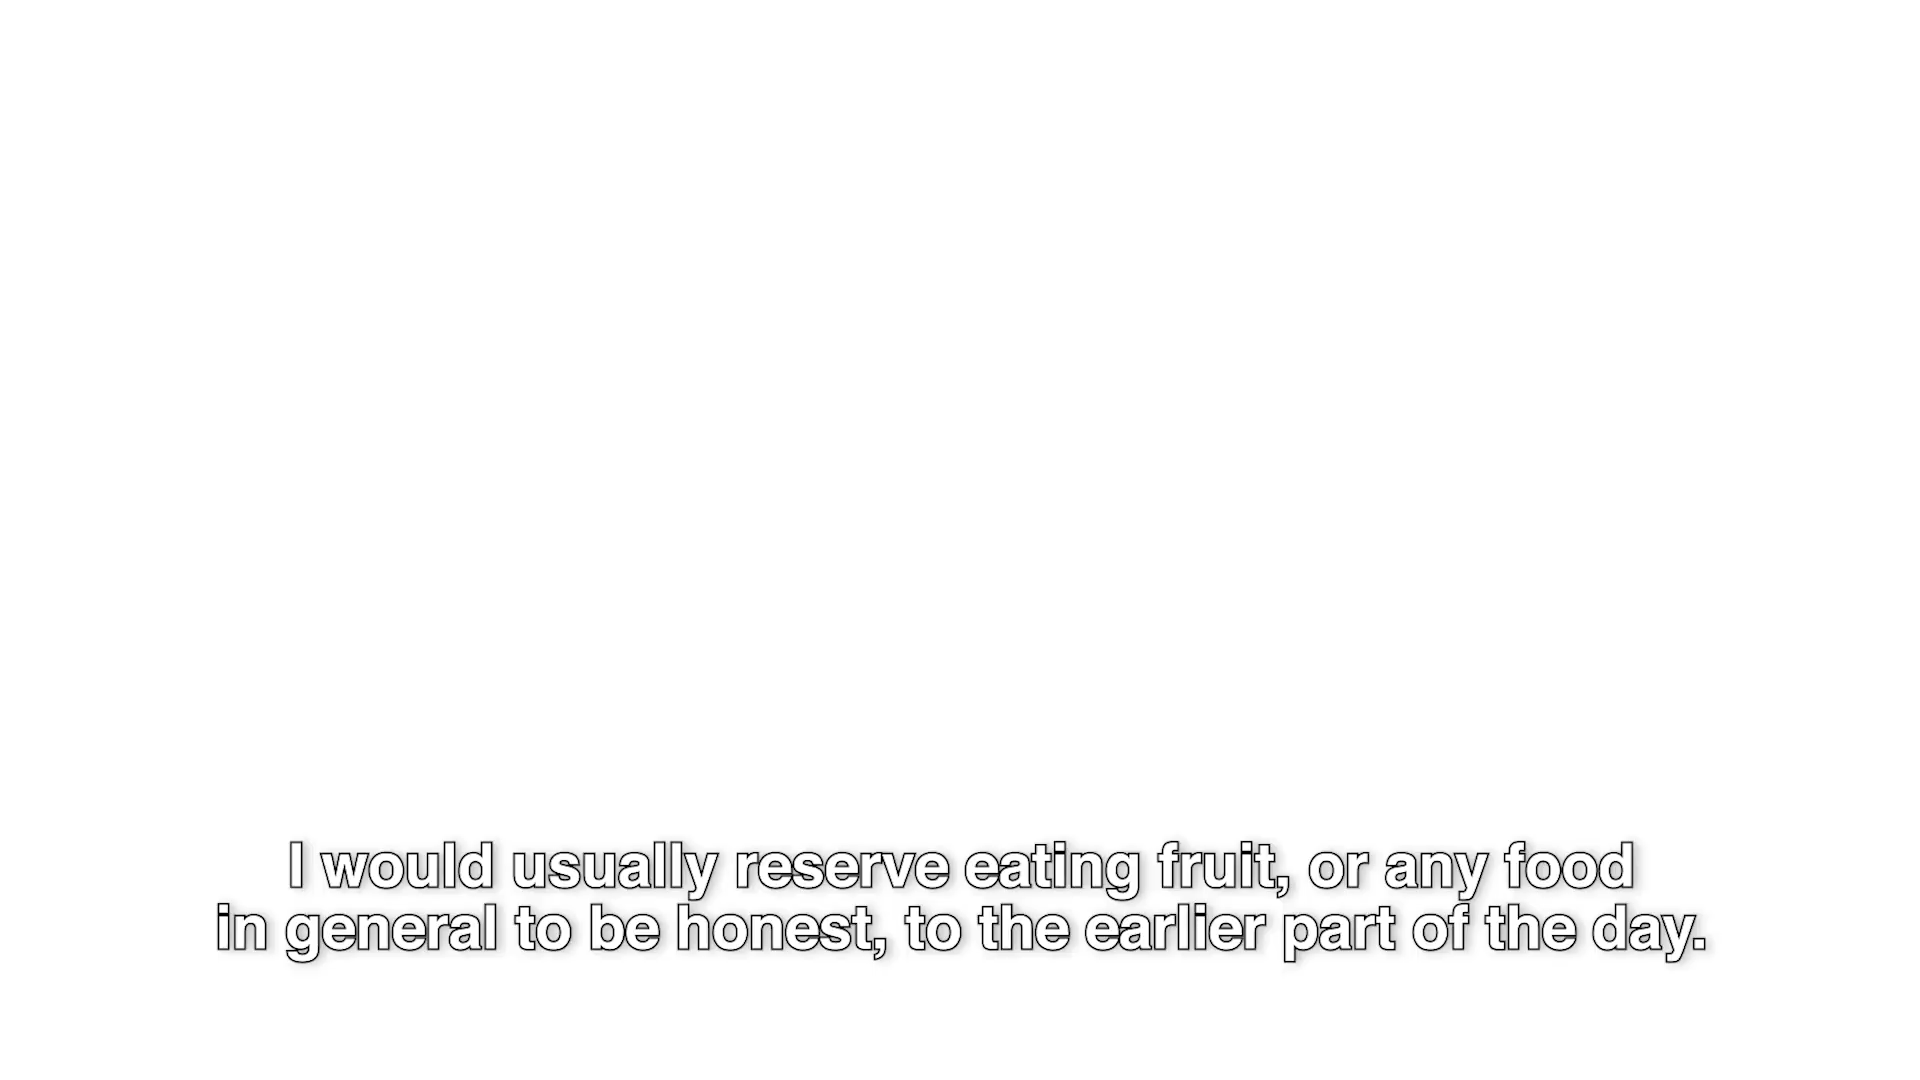 I would usually reserve eating fruit, or any food
in general to be honest, to the earlier part of the day.